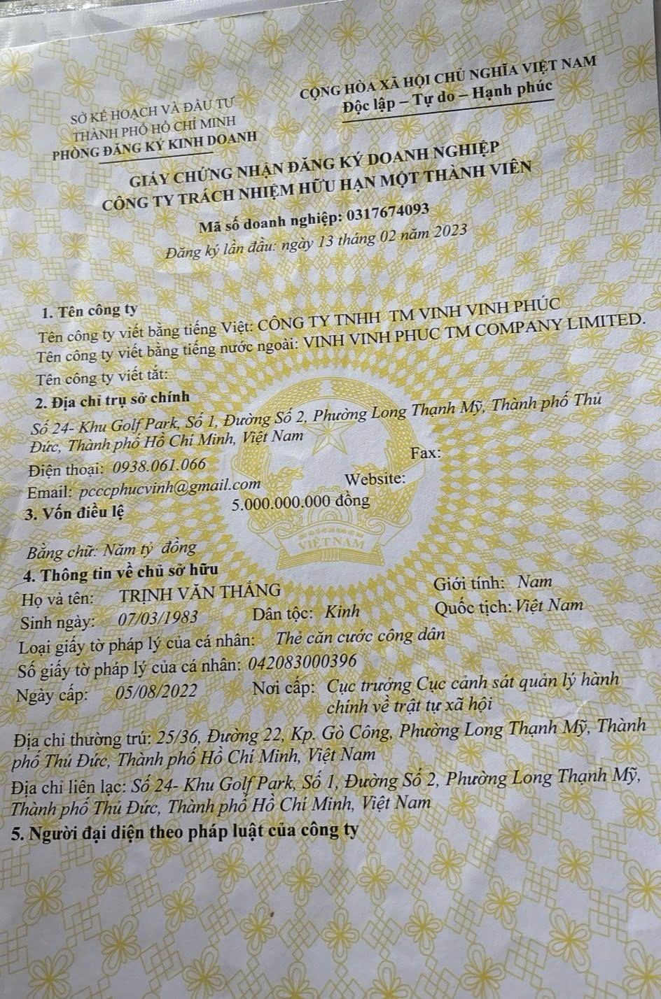 CỘNG HÒA XÃ HỘI CHỦ NGHĨA VIỆT NAM
Độc lập – Tự do – Hạnh phúc
SỞ KẾ HOẠCH VÀ ĐẦU TƯ
THÀNH PHỐ HỒ CHÍ MINH
PHÒNG ĐĂNG KÝ KINH DOANH
GIẤY CHỨNG NHẬN ĐĂNG KÝ DOANH NGHIỆP
CÔNG TY TRÁCH NHIỆM HỮU HẠN MỘT THÀNH VIÊN
Mã số doanh nghiệp: 0317674093
Đăng ký lần đầu: ngày 13 tháng 02 năm 2023
1. Tên công ty
Tên công ty viết bằng tiếng Việt: CÔNG TY TNHH TM VINH VINH PHÚC
Tên công ty viết bằng tiếng nước ngoài: VINH VINH PHUC TM COMPANY LIMITED.
Tên công ty viết tắt:
2. Địa chỉ trụ sở chính
Số 24- Khu Golf Park, Số 1, Đường Số 2, Phường Long Thạnh Mỹ, Thành phố Thủ
Đức, Thành phố Hồ Chí Minh, Việt Nam
Điện thoại: 0938.061.066 Fax:
Email: pcccphucvinh@gmail.com Website:
3. Vốn điều lệ 5.000.000.000 đồng
VIỆT NAM
Bằng chữ: Năm tỷ đồng
4. Thông tin về chủ sở hữu
Họ và tên: TRỊNH VĂN THẮNG Giới tính: Nam
Sinh ngày: 07/03/1983 Dân tộc: Kinh Quốc tịch: Việt Nam
Loại giấy tờ pháp lý của cá nhân: Thẻ căn cước công dân
Số giấy tờ pháp lý của cá nhân: 042083000396
Ngày cấp: 05/08/2022 Nơi cấp: Cục trưởng Cục cảnh sát quản lý hành
chính về trật tự xã hội
Địa chỉ thường trú: 25/36, Đường 22, Kp. Gò Công, Phường Long Thạnh Mỹ, Thành
phố Thủ Đức, Thành phố Hồ Chí Minh, Việt Nam
Địa chỉ liên lạc: Số 24- Khu Golf Park, Số 1, Đường Số 2, Phường Long Thạnh Mỹ,
Thành phố Thủ Đức, Thành phố Hồ Chí Minh, Việt Nam
5. Người đại diện theo pháp luật của công ty